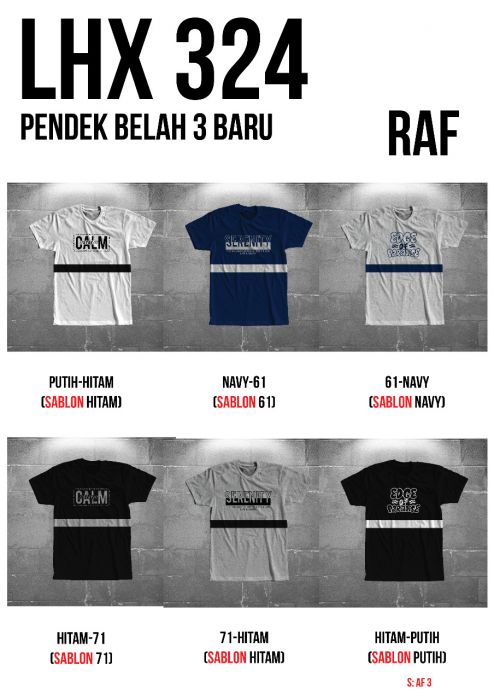 LHX 324
PENDEK BELAH 3 BARU
RAF
CALM
SERENITY
EDGE
OF
PARADISE
PUTIH-HITAM
(SABLON HITAM)
NAVY-61
(SABLON 61)
61-NAVY
(SABLON NAVY)
CALM
SERENITY
EDGE
OF
PARADISE
HITAM-71
(SABLON 71)
71-HITAM
(SABLON HITAM)
HITAM-PUTIH
(SABLON PUTIH)
S: AF 3